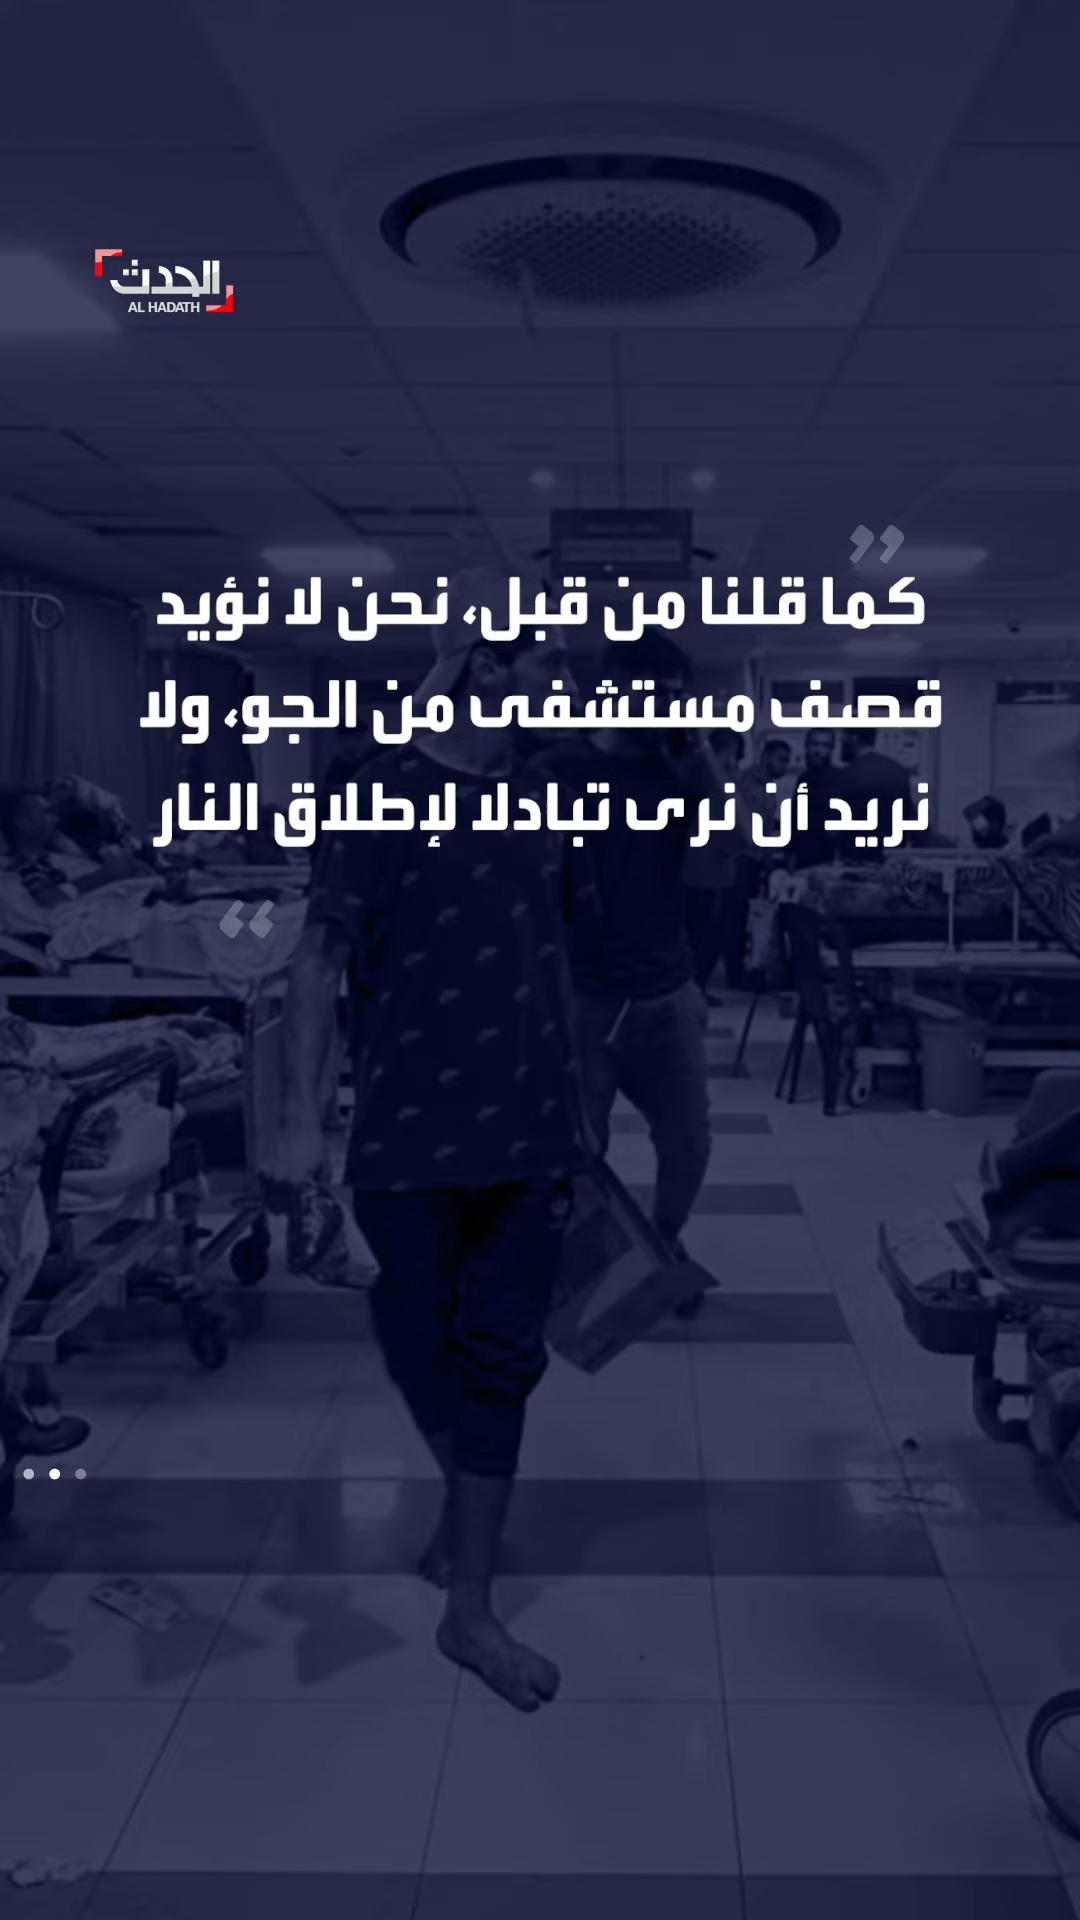 الحدث
AL HADATH
”
كما قلنا من قبل، نحن لا نؤيد
قصف مستشفى من الجو، ولا
نريد أن نرى تبادلا لإطلاق النار
“